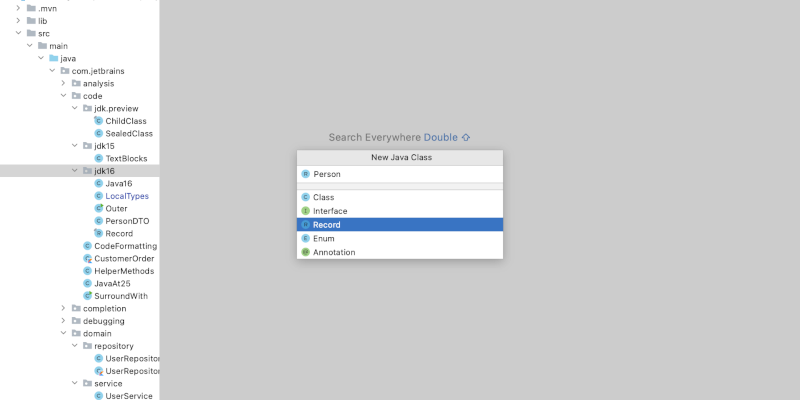 .mvn
lib
src
main
java
com.jetbrains
analysis
code
jdk.preview
ChildClass
SealedClass
jdk15
TextBlocks
jdk16
Java16
LocalTypes
Outer
PersonDTO
Record
CodeFormatting
CustomerOrder
HelperMethods
JavaAt25
SurroundWith
completion
debugging
domain
repository
UserRepositor
UserRepositor
service
UserService
Search Everywhere Double ⇧
New Java Class
Person
Class
Interface
Record
Enum
Annotation